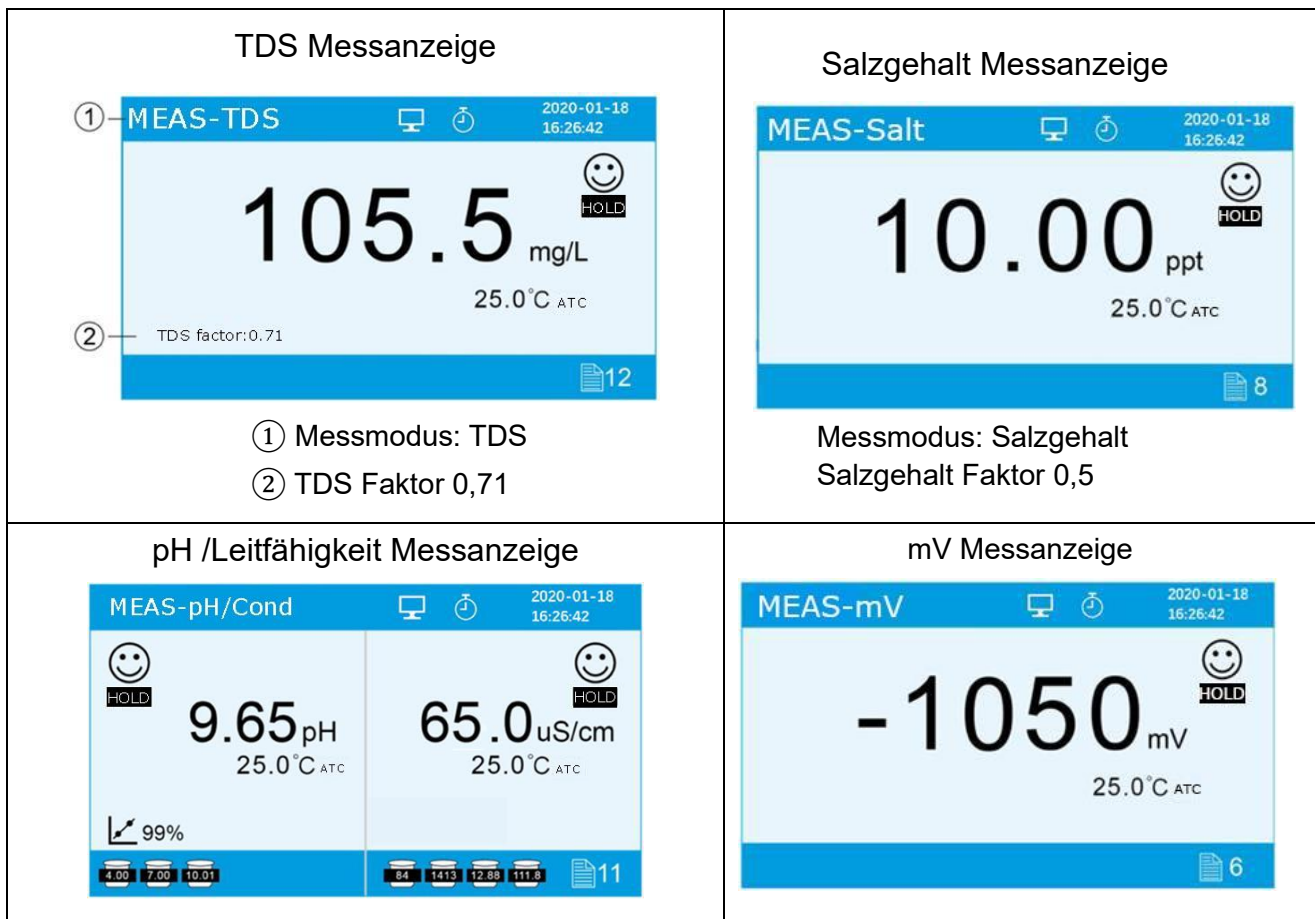 TDS Messanzeige
① MEAS-TDS 2020-01-18
16:26:42
HOLD
105.5 mg/L
25.0°C ATC
② TDS factor:0.71
12
① Messmodus: TDS
② TDS Faktor 0,71
Salzgehalt Messanzeige
MEAS-Salt 2020-01-18
16:26:42
HOLD
10.00 ppt
25.0°C ATC
8
Messmodus: Salzgehalt
Salzgehalt Faktor 0,5
pH /Leitfähigkeit Messanzeige
MEAS-pH/Cond 2020-01-18
16:26:42
HOLD
9.65 pH
25.0°C ATC
99%
4.00 7.00 10.01
HOLD
65.0 uS/cm
25.0°C ATC
84 1413 12.88 111.8 11
mV Messanzeige
MEAS-mV 2020-01-18
16:26:42
HOLD
-1050 mV
25.0°C ATC
6